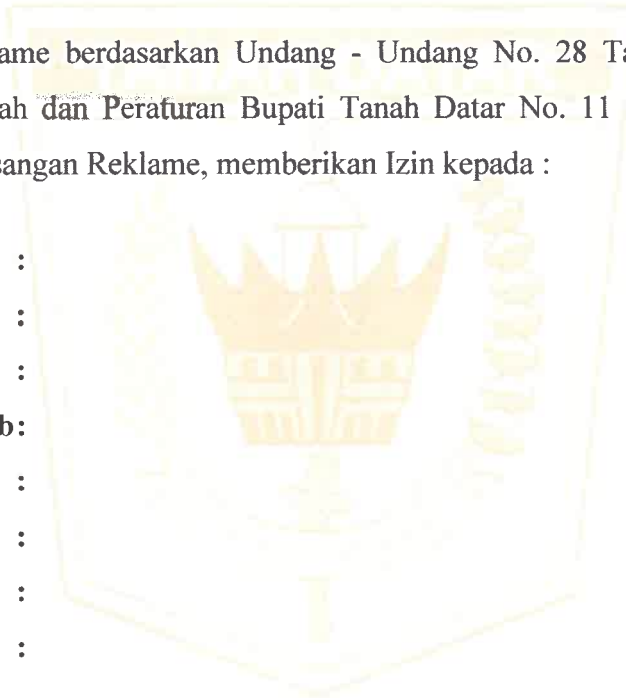 ame berdasarkan Undang - Undang No. 28 Ta
ah dan Peraturan Bupati Tanah Datar No. 11
sangan Reklame, memberikan Izin kepada :
:
:
:
b:
:
:
:
: